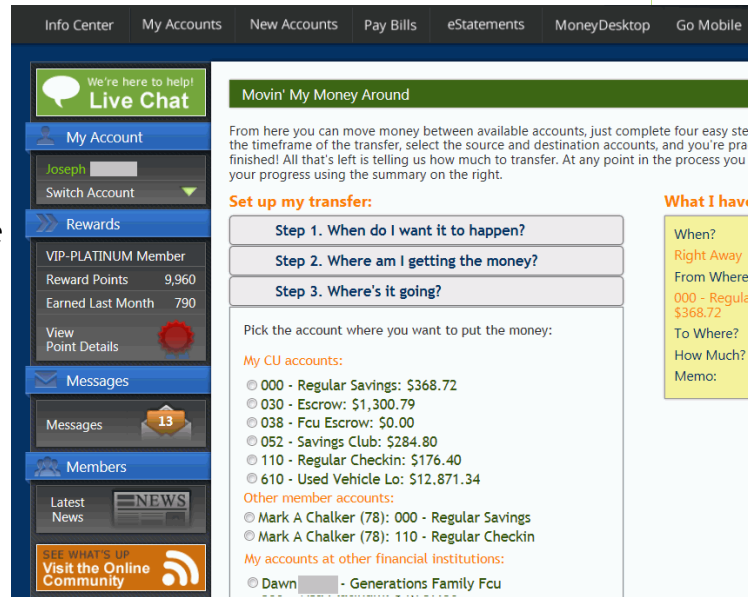 Info Center My Accounts New Accounts Pay Bills eStatements MoneyDesktop Go Mobile
We're here to help!
Live Chat
My Account
Joseph
Switch Account
Rewards
VIP-PLATINUM Member
Reward Points 9,960
Earned Last Month 790
View
Point Details
Messages
Messages 13
Members
Latest
News
NEWS
SEE WHAT'S UP
Visit the Online
Community
Movin' My Money Around
From here you can move money between available accounts, just complete four easy ste
the timeframe of the transfer, select the source and destination accounts, and you're pra
finished! All that's left is telling us how much to transfer. At any point in the process you
your progress using the summary on the right.
Set up my transfer:
Step 1. When do I want it to happen?
Step 2. Where am I getting the money?
Step 3. Where's it going?
Pick the account where you want to put the money:
My CU accounts:
000 - Regular Savings: $368.72
030 - Escrow: $1,300.79
038 - Fcu Escrow: $0.00
052 - Savings Club: $284.80
110 - Regular Checkin: $176.40
610 - Used Vehicle Lo: $12,871.34
Other member accounts:
Mark A Chalker (78): 000 - Regular Savings
Mark A Chalker (78): 110 - Regular Checkin
My accounts at other financial institutions:
Dawn - Generations Family Fcu
What I have
When?
Right Away
From Where
000 - Regula
$368.72
To Where?
How Much?
Memo: